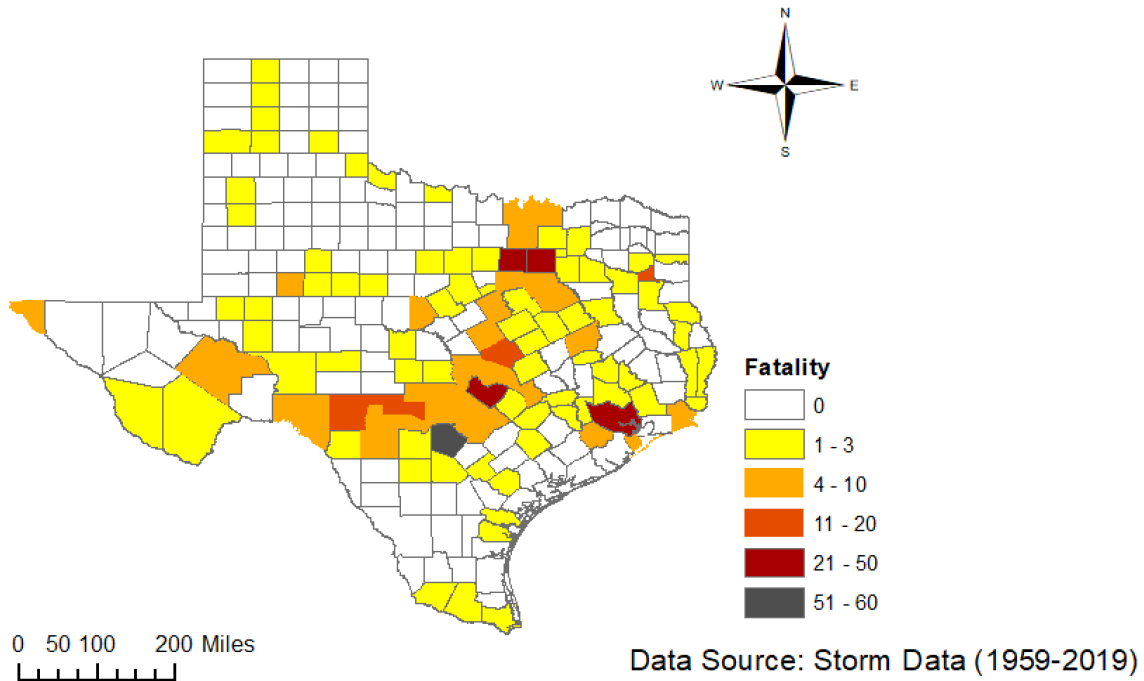 N
W E
S
Fatality
0
1 - 3
4 - 10
11 - 20
21 - 50
51 - 60
0 50 100 200 Miles
Data Source: Storm Data (1959-2019)